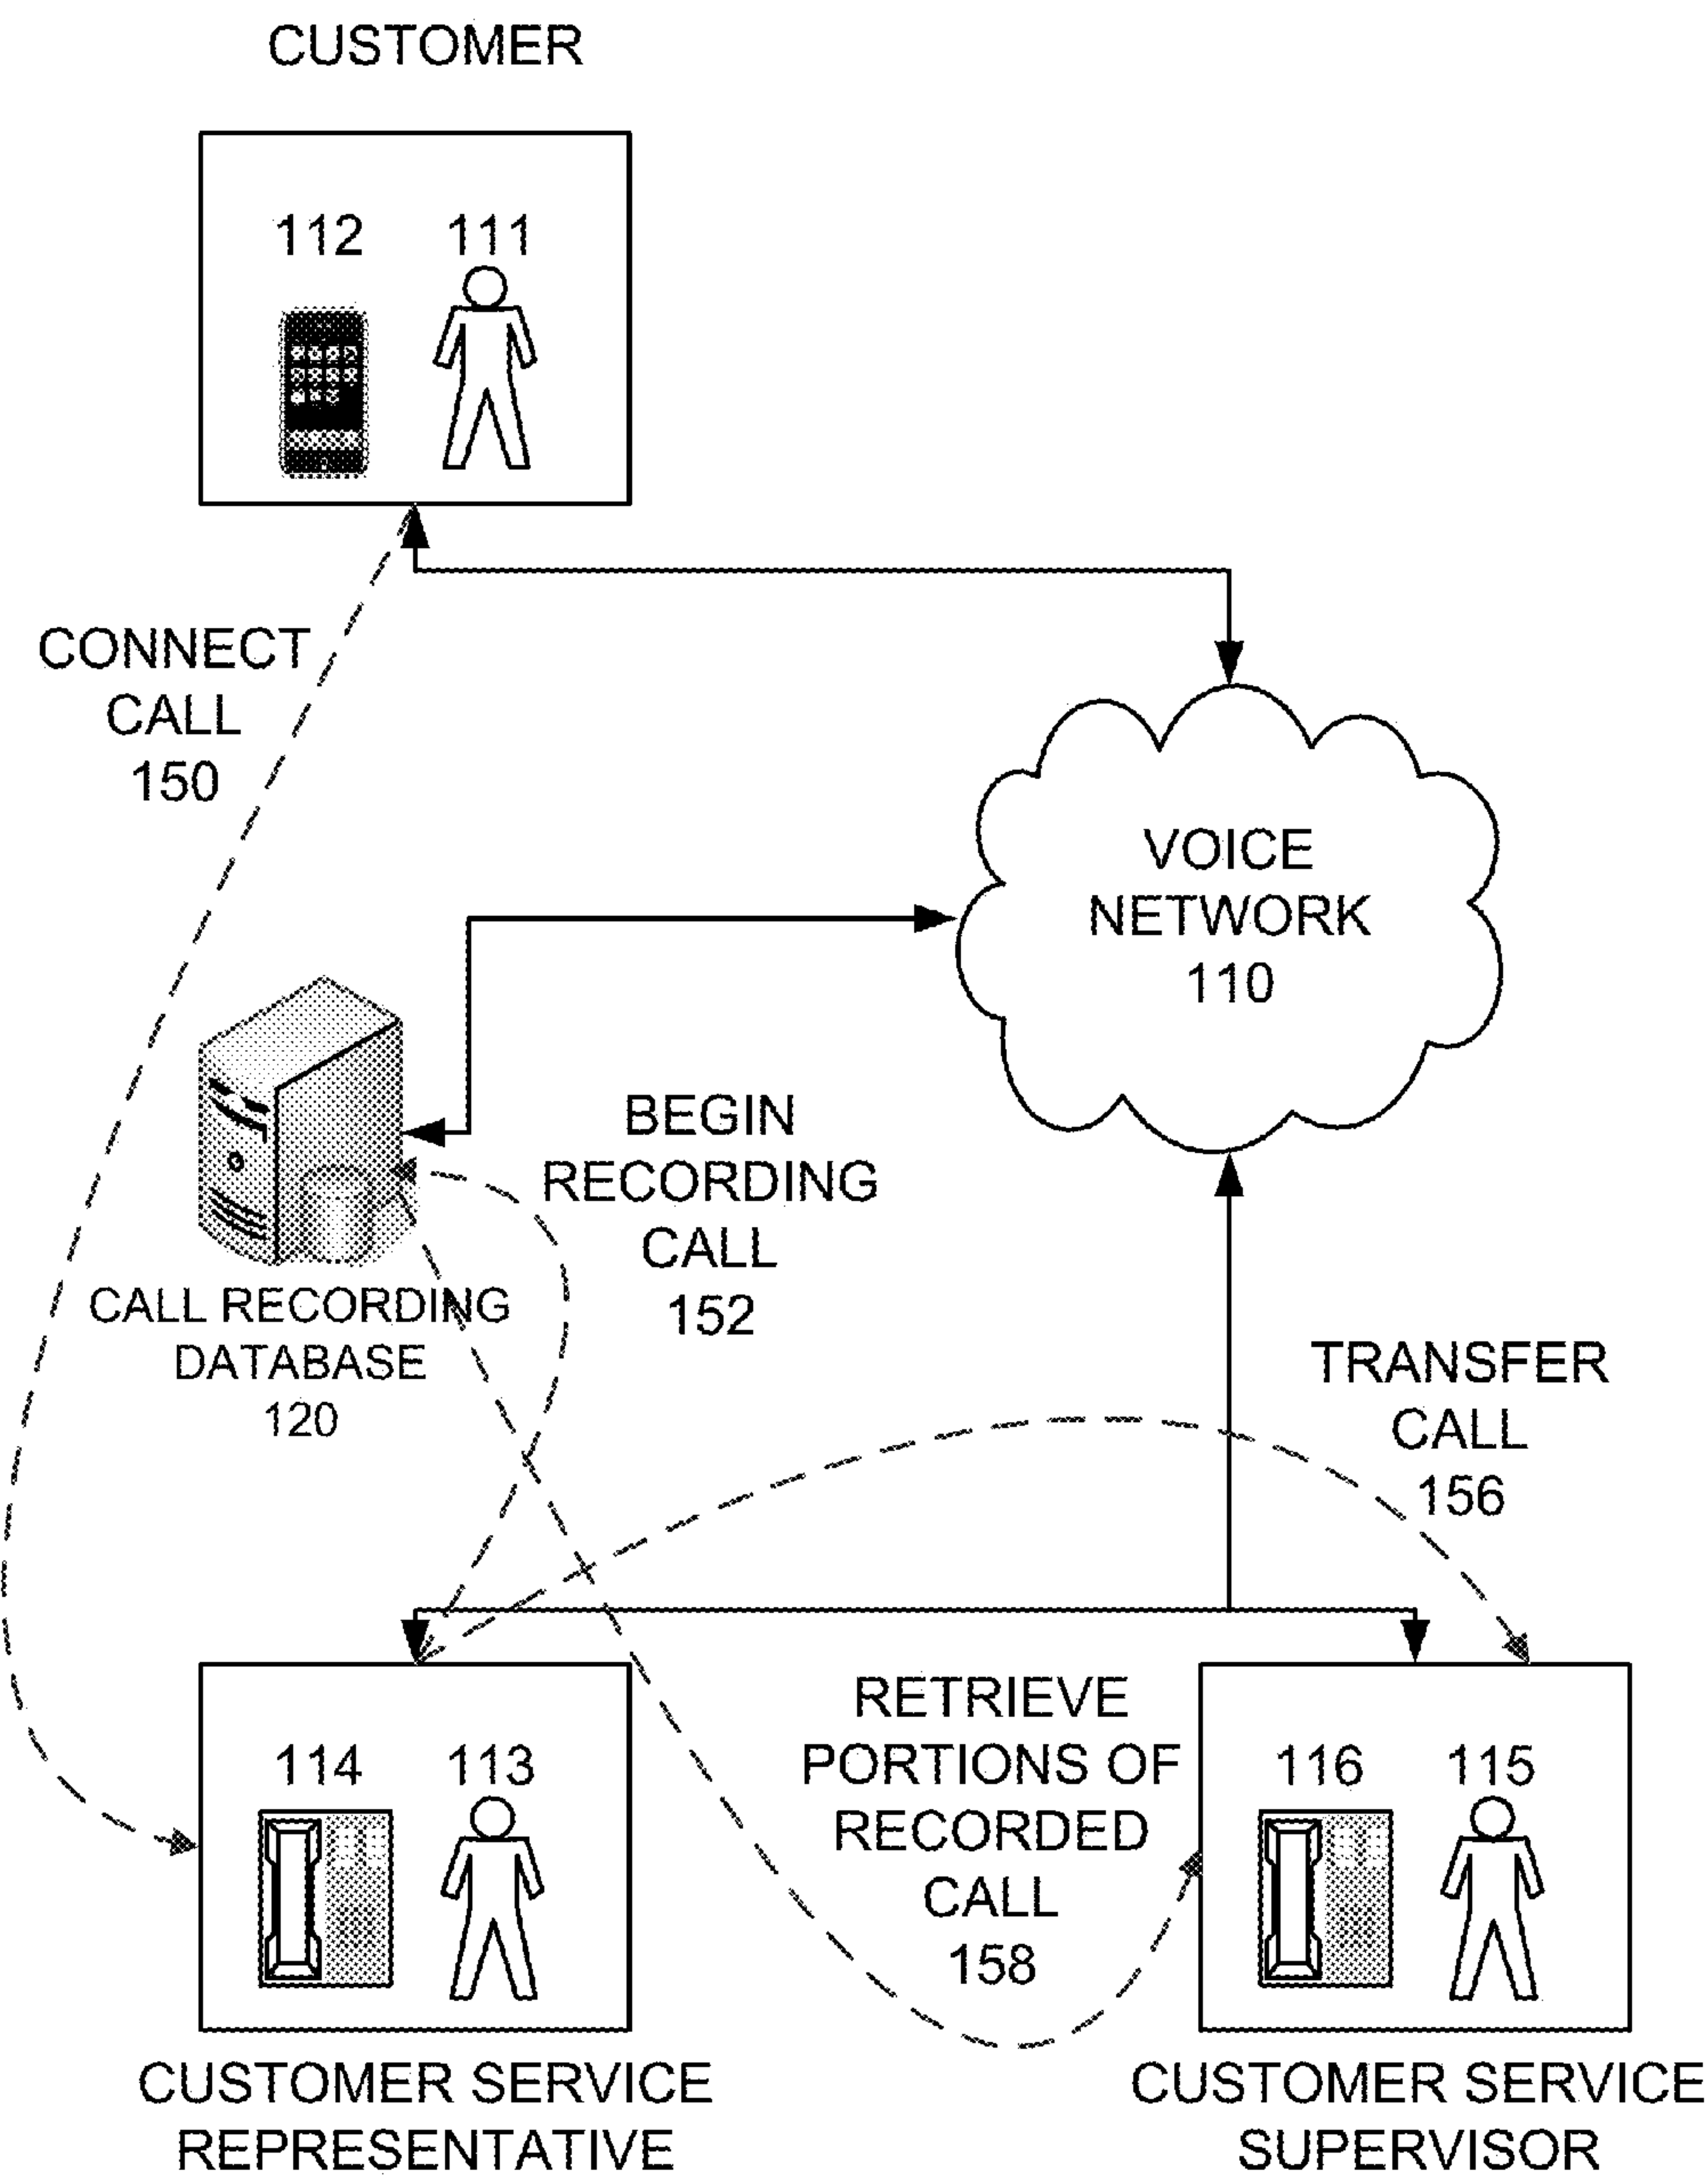 CUSTOMER
112 111
CONNECT
CALL
150
VOICE
NETWORK
110
BEGIN
RECORDING
CALL
152
CALL RECORDING
DATABASE
120
TRANSFER
CALL
156
RETRIEVE
PORTIONS OF
RECORDED
CALL
158
114 113
116 115
CUSTOMER SERVICE
REPRESENTATIVE
CUSTOMER SERVICE
SUPERVISOR